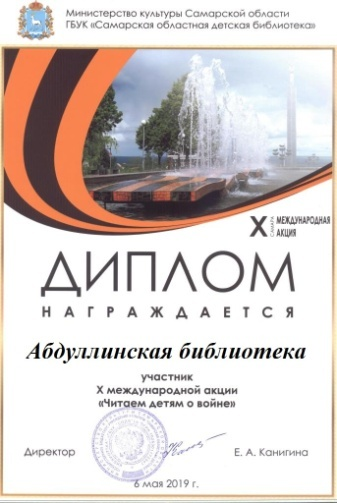 Министерство культуры Самарской области
ГБУК «Самарская областная детская библиотека»
X САМАРА МЕЖДУНАРОДНАЯ
АКЦИЯ
ДИПЛОМ
НАГРАЖДАЕТСЯ
Абдуллинская библиотека
участник
X международной акции
«Читаем детям о войне»
Директор Е. А. Канигина
6 мая 2019 г.